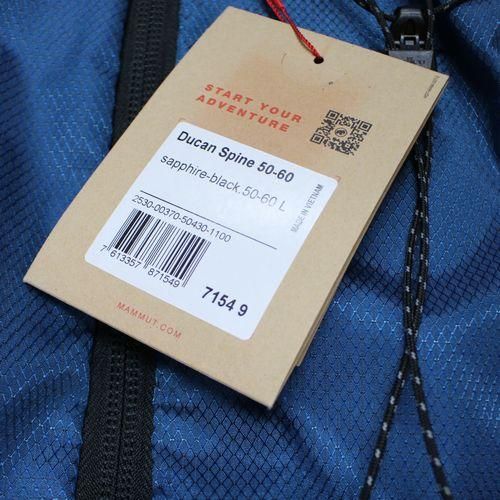 START YOUR
ADVENTURE
Ducan Spine 50-60
sapphire-black.50-60 L
MADE IN VIETNAM
2530-00370-50430-1100
7 613357 871549
7154 9
MAMMUT.COM